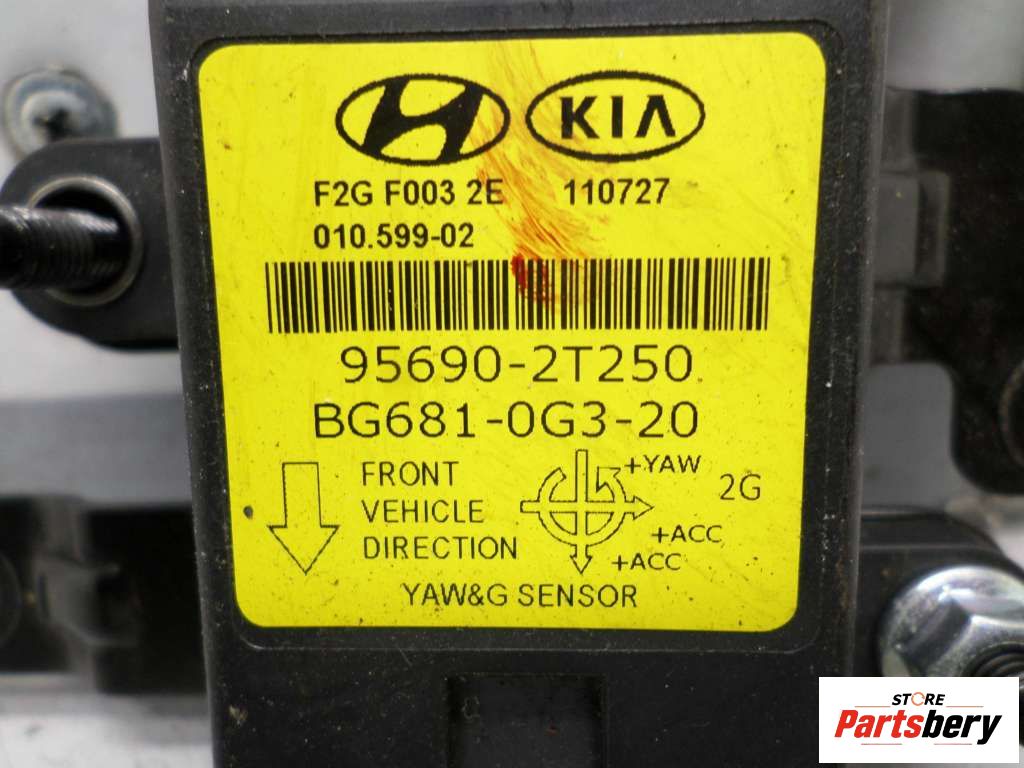 KIA
F2G F003 2E 110727
010.599-02
95690-2T250
BG681-0G3-20
FRONT
VEHICLE
DIRECTION
+YAW
2G
+ACC
+ACC
YAW&G SENSOR
STORE
Partsbery